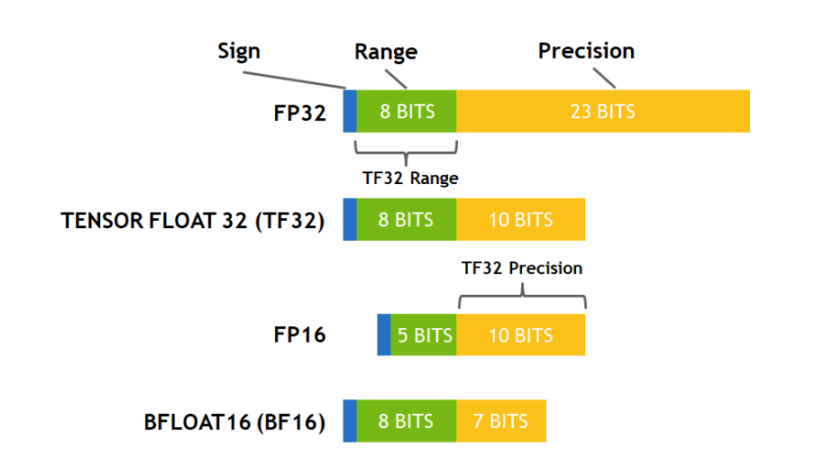 Sign Range Precision
FP32 8 BITS 23 BITS
TF32 Range
TENSOR FLOAT 32 (TF32) 8 BITS 10 BITS
TF32 Precision
FP16 5 BITS 10 BITS
BFLOAT16 (BF16) 8 BITS 7 BITS